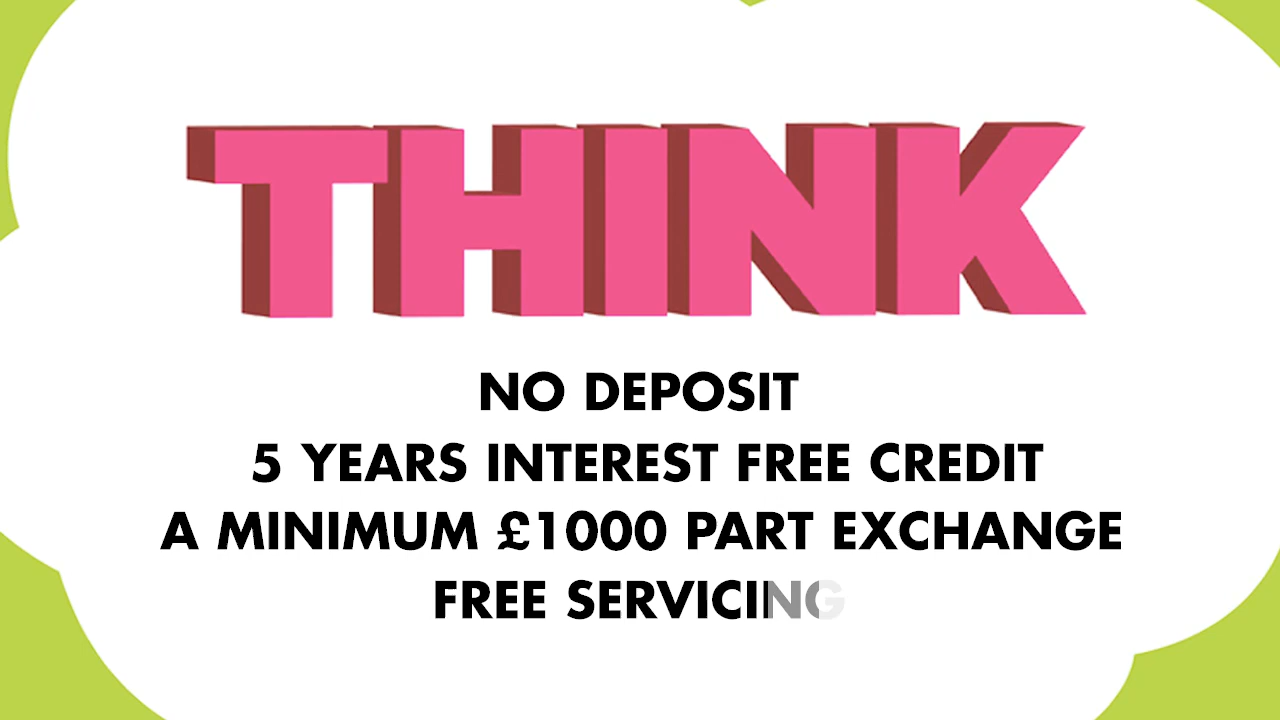 THINK
NO DEPOSIT
5 YEARS INTEREST FREE CREDIT
A MINIMUM £1000 PART EXCHANGE
FREE SERVICING